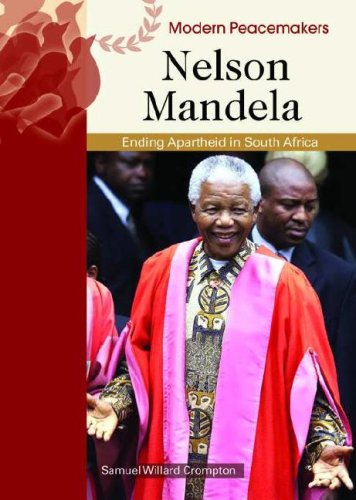 Modern Peacemakers
Nelson
Mandela
Ending Apartheid in South Africa
Samuel Willard Crompton